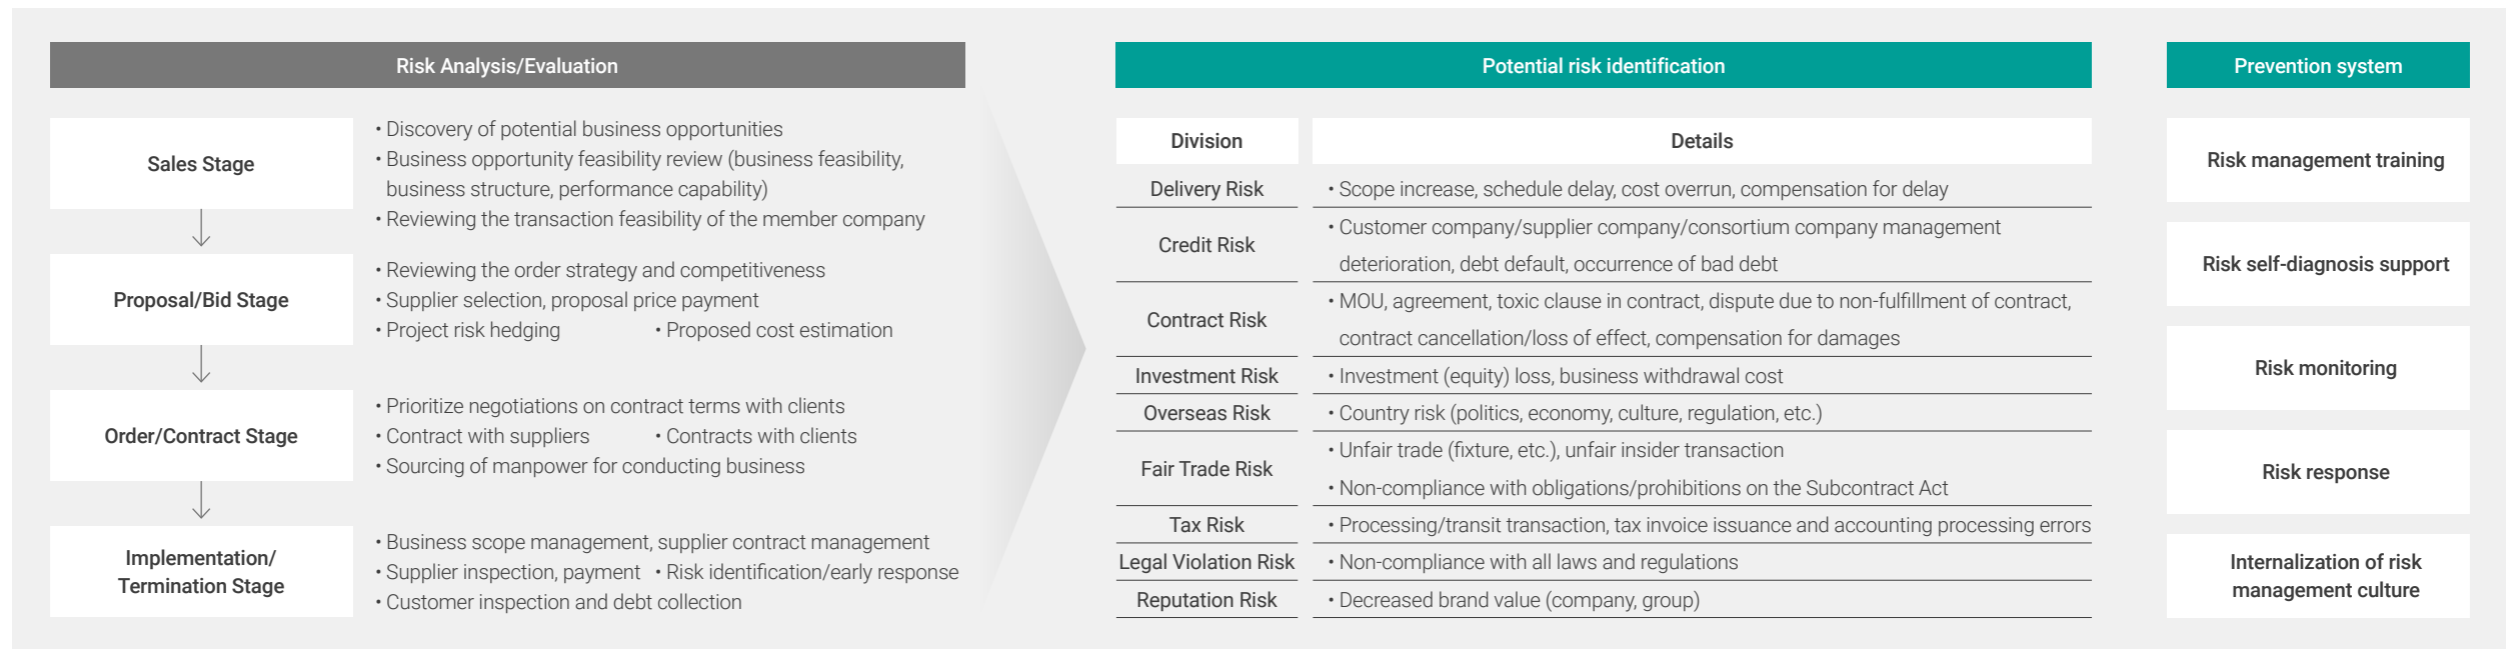 Risk Analysis/Evaluation
Sales Stage
• Discovery of potential business opportunities
• Business opportunity feasibility review (business feasibility,
business structure, performance capability)
• Reviewing the transaction feasibility of the member company
Proposal/Bid Stage
• Reviewing the order strategy and competitiveness
• Supplier selection, proposal price payment
• Project risk hedging • Proposed cost estimation
Order/Contract Stage
• Prioritize negotiations on contract terms with clients
• Contract with suppliers • Contracts with clients
• Sourcing of manpower for conducting business
Implementation/
Termination Stage
• Business scope management, supplier contract management
• Supplier inspection, payment • Risk identification/early response
• Customer inspection and debt collection
Potential risk identification
Division Details
Delivery Risk • Scope increase, schedule delay, cost overrun, compensation for delay
Credit Risk
• Customer company/supplier company/consortium company management
deterioration, debt default, occurrence of bad debt
Contract Risk
• MOU, agreement, toxic clause in contract, dispute due to non-fulfillment of contract,
contract cancellation/loss of effect, compensation for damages
Investment Risk • Investment (equity) loss, business withdrawal cost
Overseas Risk • Country risk (politics, economy, culture, regulation, etc.)
Fair Trade Risk
• Unfair trade (fixture, etc.), unfair insider transaction
• Non-compliance with obligations/prohibitions on the Subcontract Act
Tax Risk • Processing/transit transaction, tax invoice issuance and accounting processing errors
Legal Violation Risk • Non-compliance with all laws and regulations
Reputation Risk • Decreased brand value (company, group)
Prevention system
Risk management training
Risk self-diagnosis support
Risk monitoring
Risk response
Internalization of risk
management culture